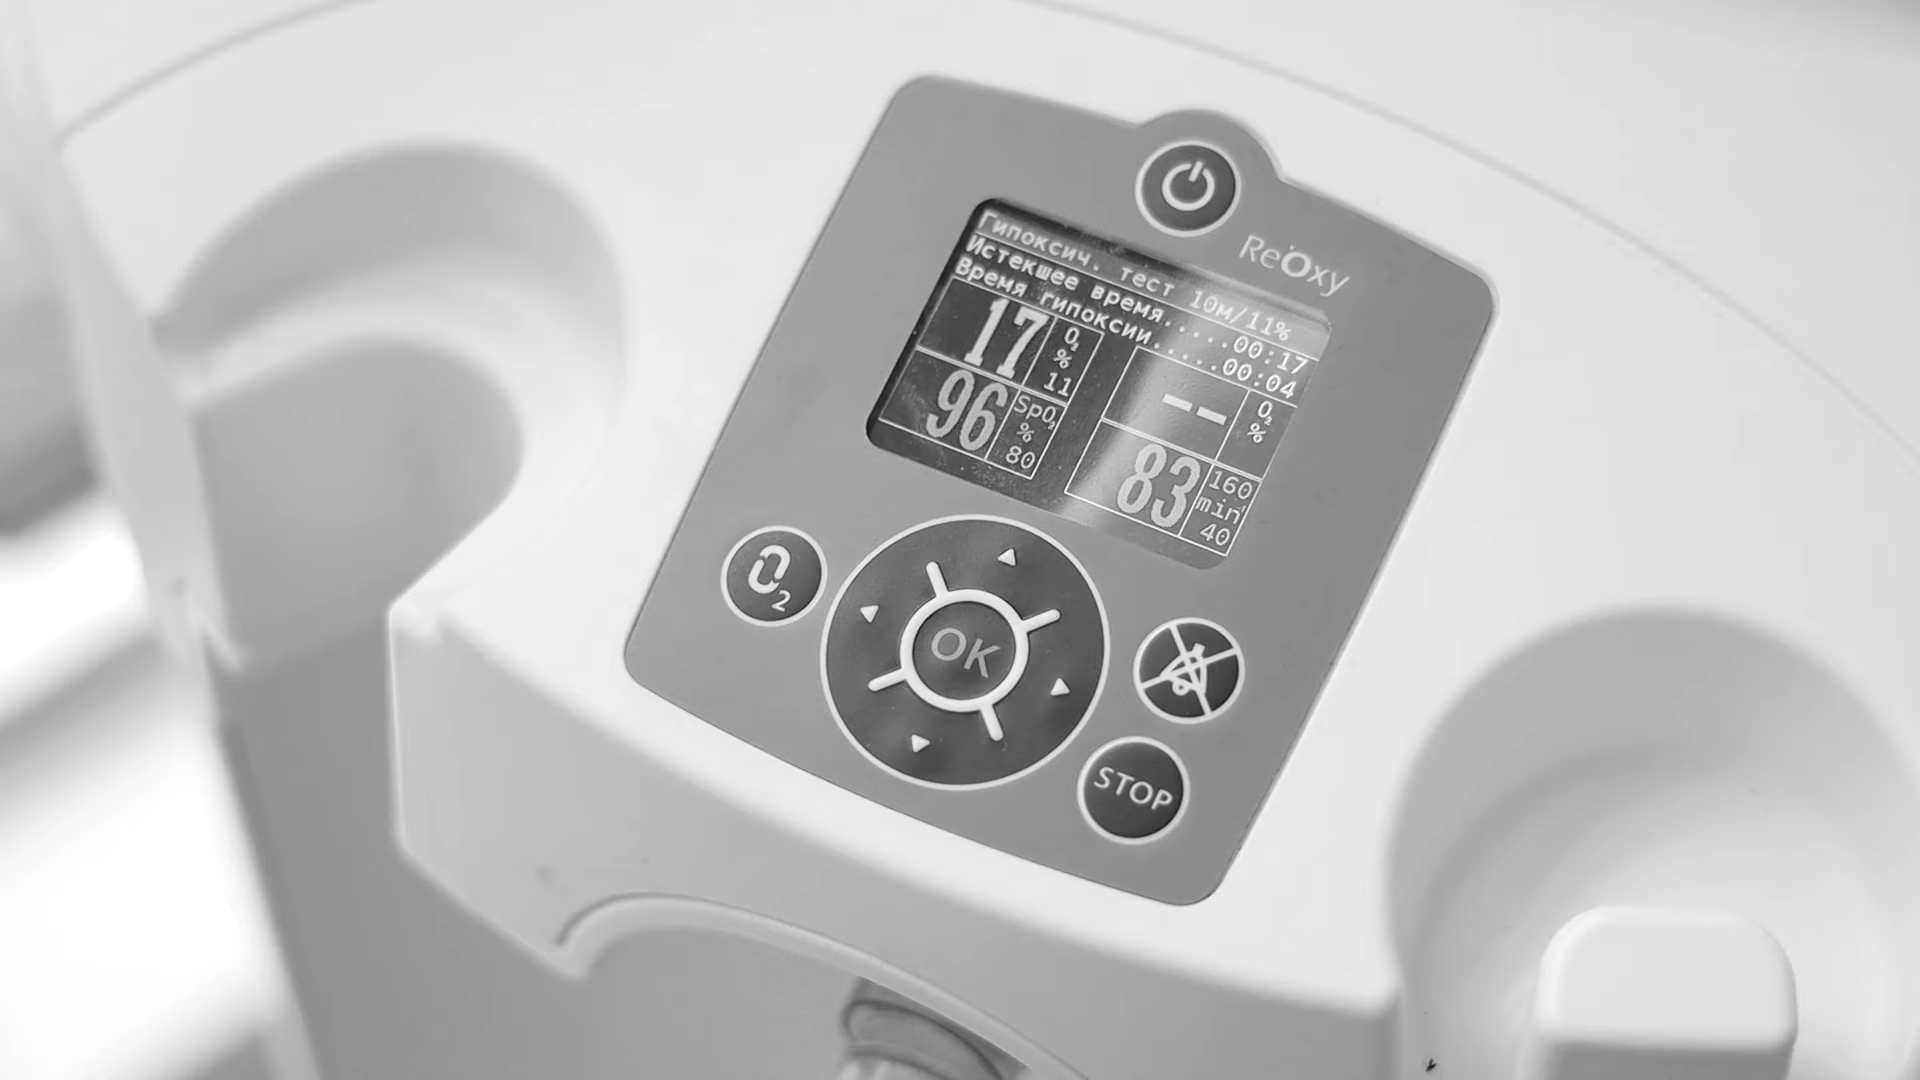 ReOxy
Гипоксич. тест 10м/11%
Истекшее время.....00:17
Время гипоксии.....00:04
17 O₂ % 11
-- O₂ %
96 SpO₂ % 80
83 160 min⁻¹ 40
O₂
OK
STOP